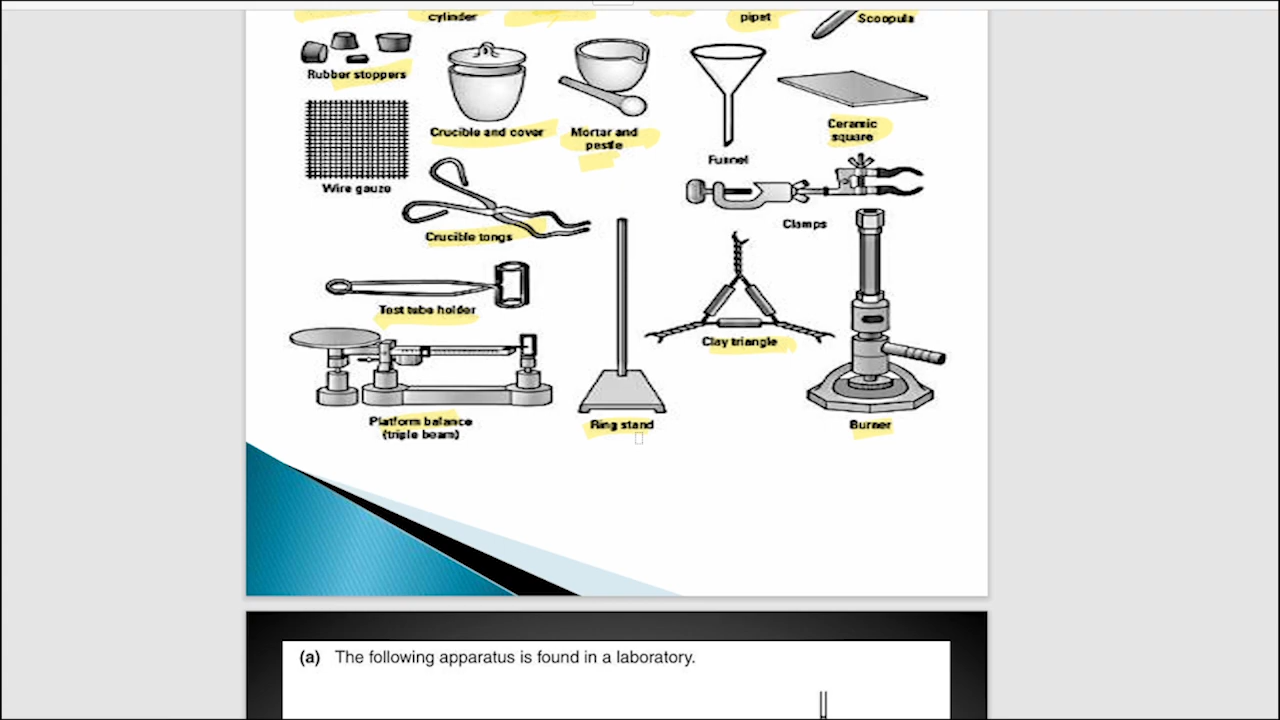 cylinder
pipet
Scoopula
Rubber stoppers
Crucible and cover
Mortar and
pestle
Funnel
Ceramic
square
Wire gauze
Clamps
Crucible tongs
Test tube holder
Clay triangle
Platform balance
(triple beam)
Ring stand
Burner
(a) The following apparatus is found in a laboratory.